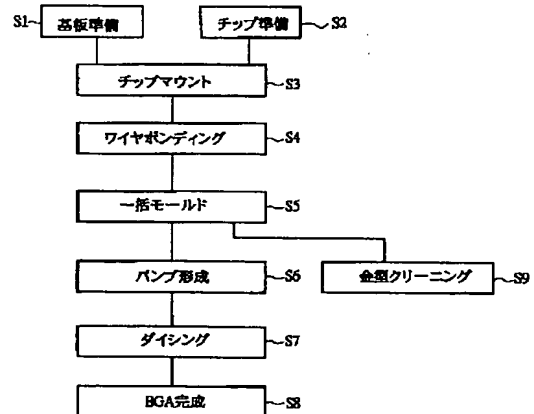 S1 基板準備
チップ準備 S2
チップマウント S3
ワイヤボンディング S4
一括モールド S5
バンプ形成 S6
金型クリーニング S9
ダイシング S7
BGA完成 S8